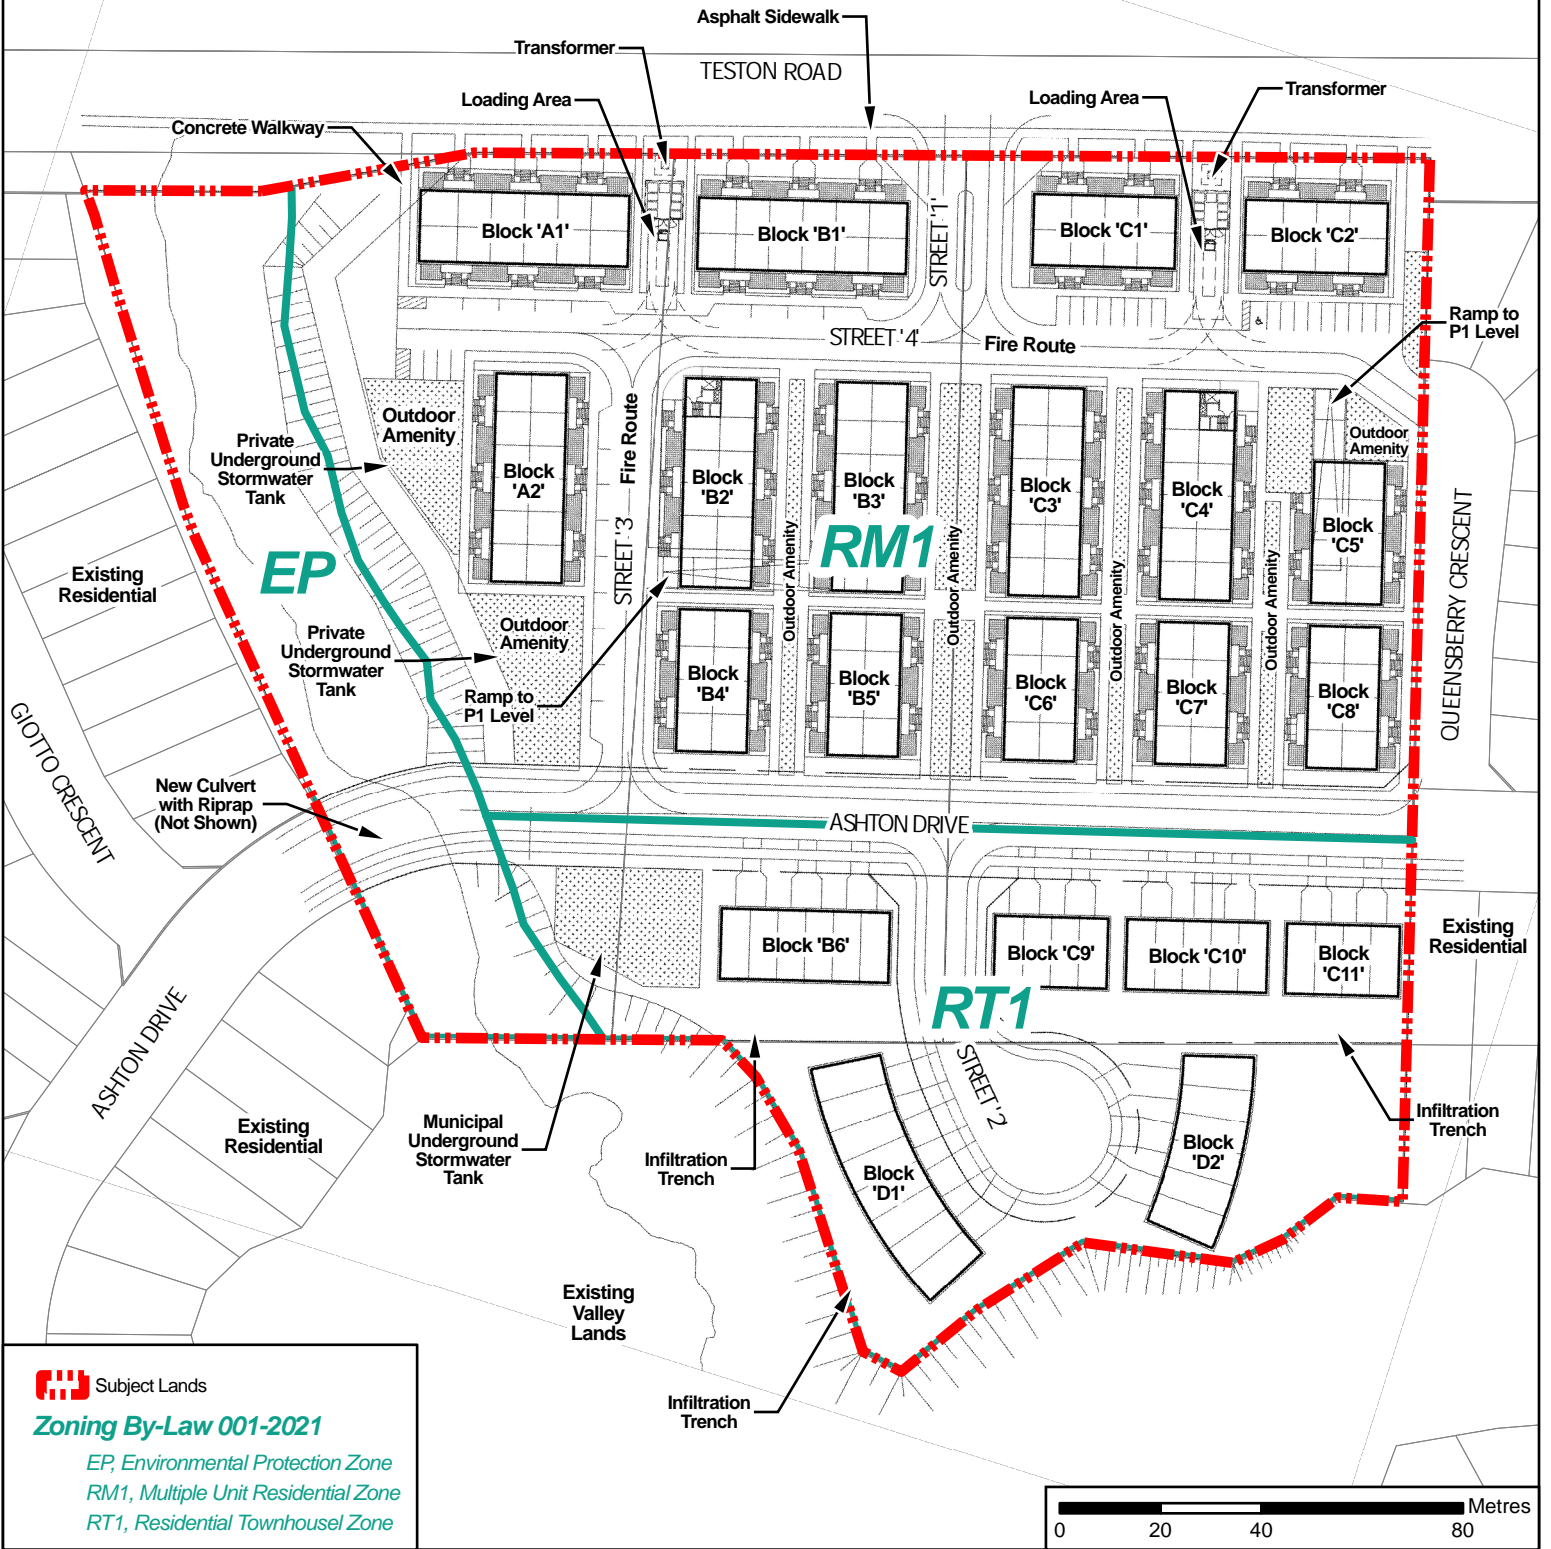 Asphalt Sidewalk
Transformer
TESTON ROAD
Loading Area
Loading Area
Transformer
Concrete Walkway
Block 'A1'
Block 'B1'
STREET '1'
Block 'C1'
Block 'C2'
STREET '4'
Fire Route
Ramp to
P1 Level
Outdoor
Amenity
Private
Underground
Stormwater
Tank
Block
'A2'
Fire Route
STREET '3'
Block
'B2'
Block
'B3'
Block
'C3'
Block
'C4'
Outdoor
Amenity
Block
'C5'
QUEENSBERRY CRESCENT
RM1
EP
Outdoor Amenity
Outdoor Amenity
Outdoor Amenity
Outdoor Amenity
Existing
Residential
Private
Underground
Stormwater
Tank
Outdoor
Amenity
Ramp to
P1 Level
Block
'B4'
Block
'B5'
Block
'C6'
Block
'C7'
Block
'C8'
GIOTTO CRESCENT
New Culvert
with Riprap
(Not Shown)
ASHTON DRIVE
Block 'B6'
Block 'C9'
Block 'C10'
Block
'C11'
Existing
Residential
RT1
ASHTON DRIVE
STREET '2'
Existing
Residential
Municipal
Underground
Stormwater
Tank
Infiltration
Trench
Block
'D1'
Block
'D2'
Infiltration
Trench
Existing
Valley
Lands
Infiltration
Trench
Subject Lands
Zoning By-Law 001-2021
EP, Environmental Protection Zone
RM1, Multiple Unit Residential Zone
RT1, Residential Townhousel Zone
Metres
0 20 40 80